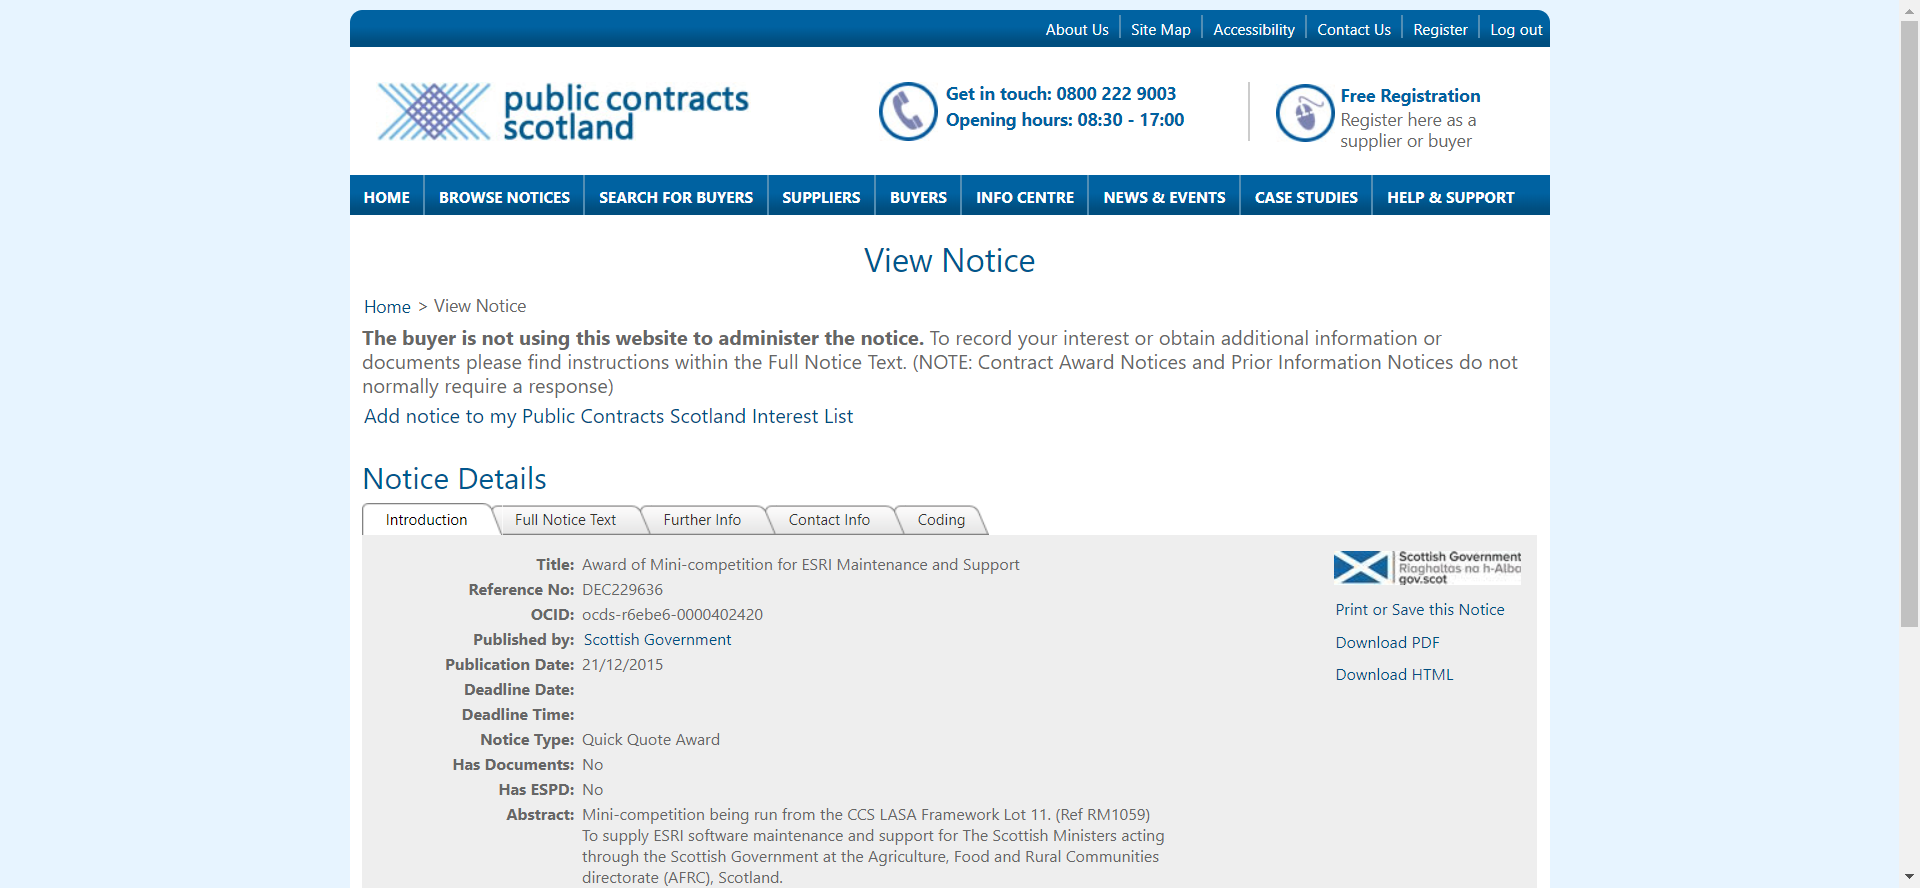 About Us
Site Map
Accessibility
Contact Us
Register
Log out
public contracts
scotland
Get in touch: 0800 222 9003
Opening hours: 08:30 - 17:00
Free Registration
Register here as a
supplier or buyer
HOME
BROWSE NOTICES
SEARCH FOR BUYERS
SUPPLIERS
BUYERS
INFO CENTRE
NEWS & EVENTS
CASE STUDIES
HELP & SUPPORT
View Notice
Home > View Notice
The buyer is not using this website to administer the notice. To record your interest or obtain additional information or
documents please find instructions within the Full Notice Text. (NOTE: Contract Award Notices and Prior Information Notices do not
normally require a response)
Add notice to my Public Contracts Scotland Interest List
Notice Details
Introduction
Full Notice Text
Further Info
Contact Info
Coding
Title: Award of Mini-competition for ESRI Maintenance and Support
Reference No: DEC229636
OCID: ocds-r6ebe6-0000402420
Published by: Scottish Government
Publication Date: 21/12/2015
Deadline Date:
Deadline Time:
Notice Type: Quick Quote Award
Has Documents: No
Has ESPD: No
Abstract: Mini-competition being run from the CCS LASA Framework Lot 11. (Ref RM1059)
To supply ESRI software maintenance and support for The Scottish Ministers acting
through the Scottish Government at the Agriculture, Food and Rural Communities
directorate (AFRC), Scotland.
Scottish Government
Riaghaltas na h-Alba
gov.scot
Print or Save this Notice
Download PDF
Download HTML